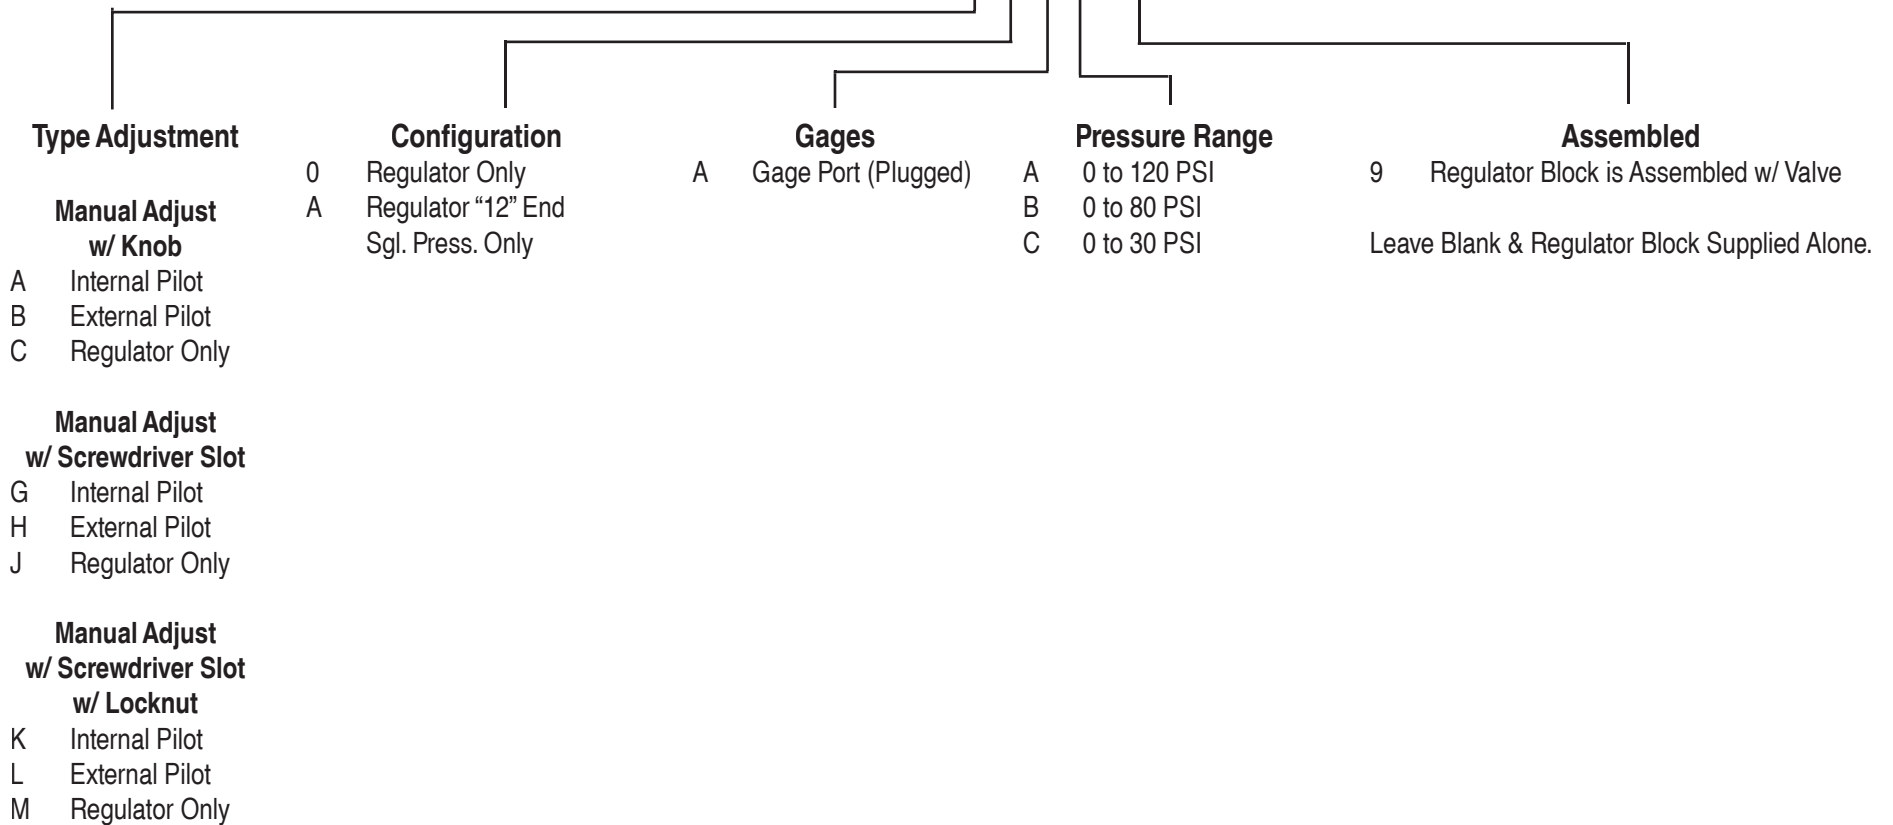 Type Adjustment
Manual Adjust
w/ Knob
A Internal Pilot
B External Pilot
C Regulator Only
Manual Adjust
w/ Screwdriver Slot
G Internal Pilot
H External Pilot
J Regulator Only
Manual Adjust
w/ Screwdriver Slot
w/ Locknut
K Internal Pilot
L External Pilot
M Regulator Only
Configuration
0 Regulator Only
A Regulator “12” End
Sgl. Press. Only
Gages
A Gage Port (Plugged)
Pressure Range
A 0 to 120 PSI
B 0 to 80 PSI
C 0 to 30 PSI
Assembled
9 Regulator Block is Assembled w/ Valve
Leave Blank & Regulator Block Supplied Alone.